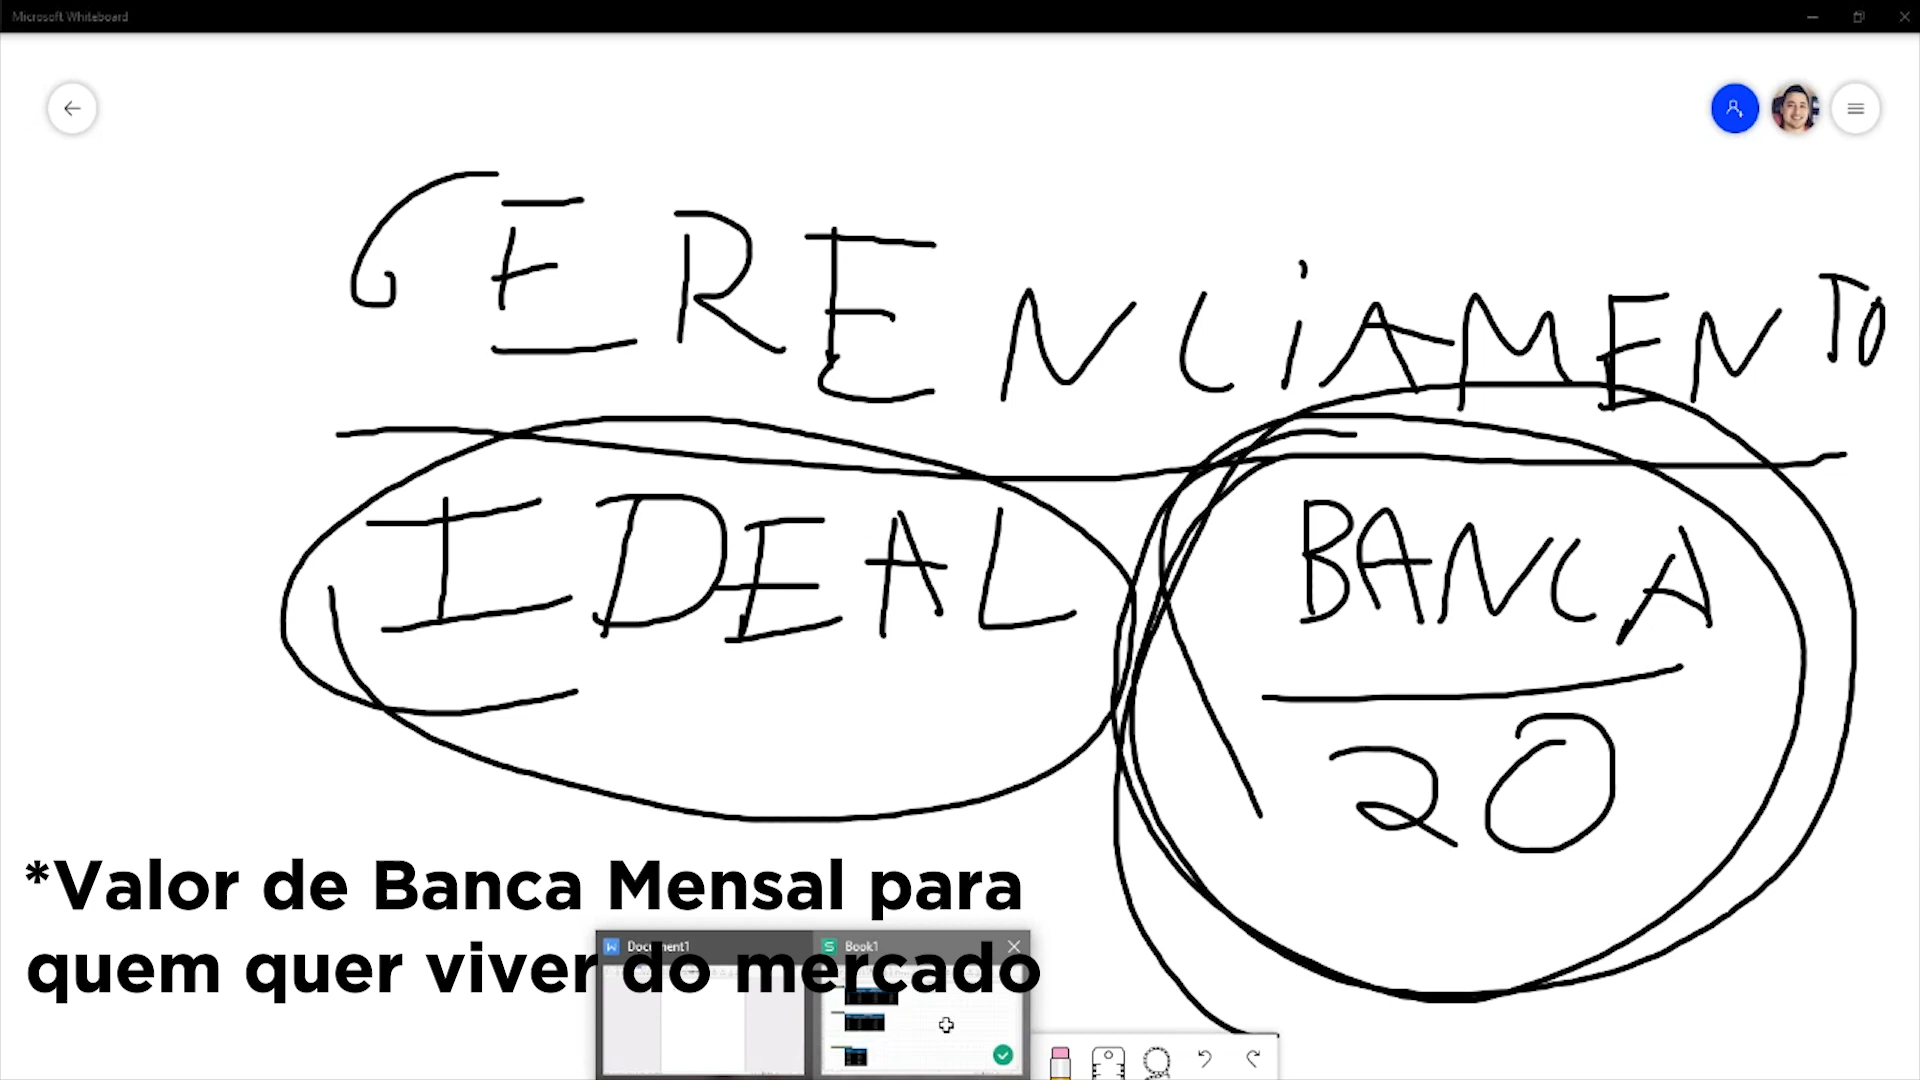 Microsoft Whiteboard
GERENCIAMENTO
IDEAL
BANCA
20
*Valor de Banca Mensal para
quem quer viver do mercado
Document1
Book1